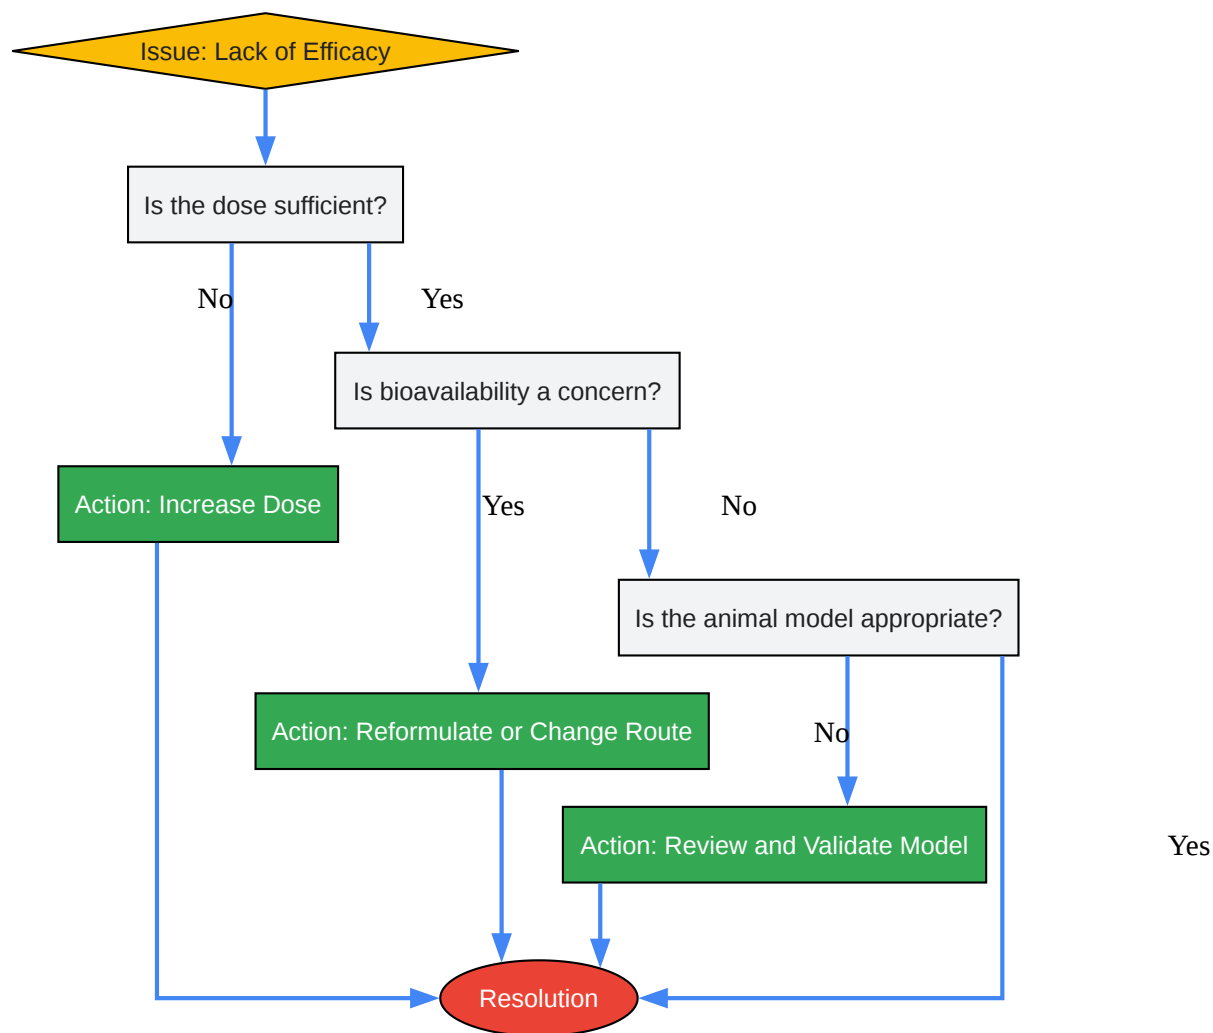 Issue: Lack of Efficacy
Is the dose sufficient?
No
Yes
Is bioavailability a concern?
Action: Increase Dose
Yes
No
Is the animal model appropriate?
Action: Reformulate or Change Route
No
Action: Review and Validate Model
Yes
Resolution